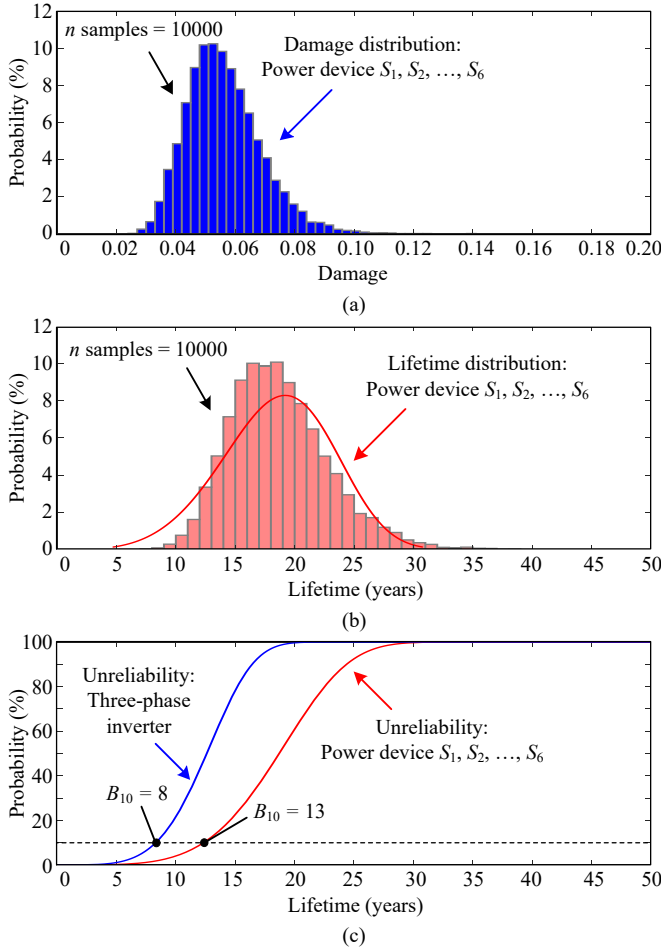 12
10
8
6
4
2
0
Probability (%)
n samples = 10000
Damage distribution:
Power device S1, S2, …, S6
0 0.02 0.04 0.06 0.08 0.10 0.12 0.14 0.16 0.18 0.20
Damage
(a)
12
10
8
6
4
2
0
Probability (%)
n samples = 10000
Lifetime distribution:
Power device S1, S2, …, S6
0 5 10 15 20 25 30 35 40 45 50
Lifetime (years)
(b)
100
80
60
40
20
0
Probability (%)
Unreliability:
Three-phase
inverter
Unreliability:
Power device S1, S2, …, S6
B10 = 8
B10 = 13
0 5 10 15 20 25 30 35 40 45 50
Lifetime (years)
(c)